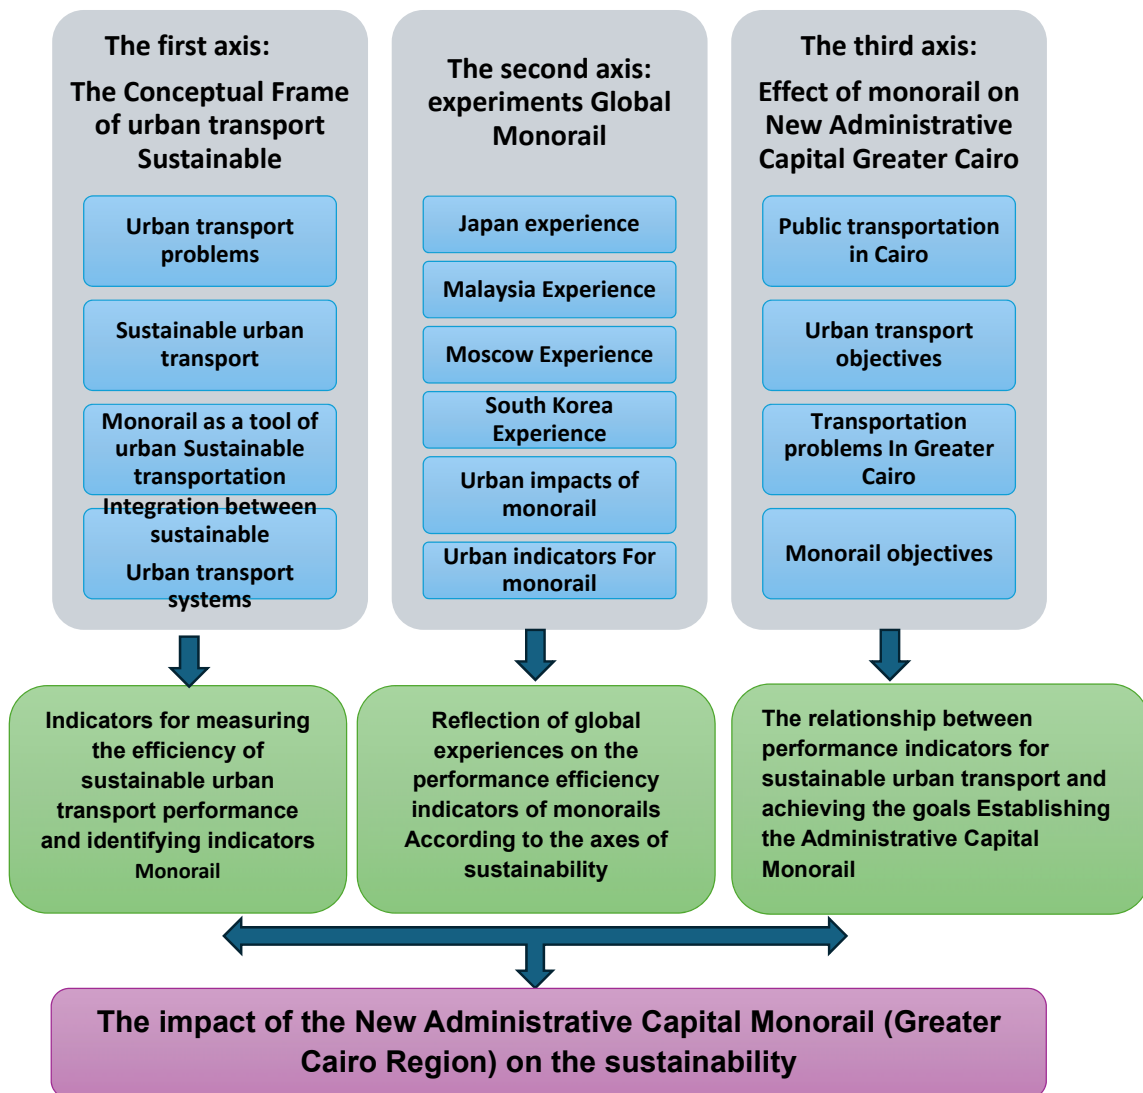 The first axis:
The Conceptual Frame
of urban transport
Sustainable
Urban transport
problems
Sustainable urban
transport
Monorail as a tool of
urban Sustainable
transportation
Integration between
sustainable
Urban transport
systems
The second axis:
experiments Global
Monorail
Japan experience
Malaysia Experience
Moscow Experience
South Korea
Experience
Urban impacts of
monorail
Urban indicators For
monorail
The third axis:
Effect of monorail on
New Administrative
Capital Greater Cairo
Public transportation
in Cairo
Urban transport
objectives
Transportation
problems In Greater
Cairo
Monorail objectives
Indicators for measuring
the efficiency of
sustainable urban
transport performance
and identifying indicators
Monorail
Reflection of global
experiences on the
performance efficiency
indicators of monorails
According to the axes of
sustainability
The relationship between
performance indicators for
sustainable urban transport and
achieving the goals Establishing
the Administrative Capital
Monorail
The impact of the New Administrative Capital Monorail (Greater
Cairo Region) on the sustainability